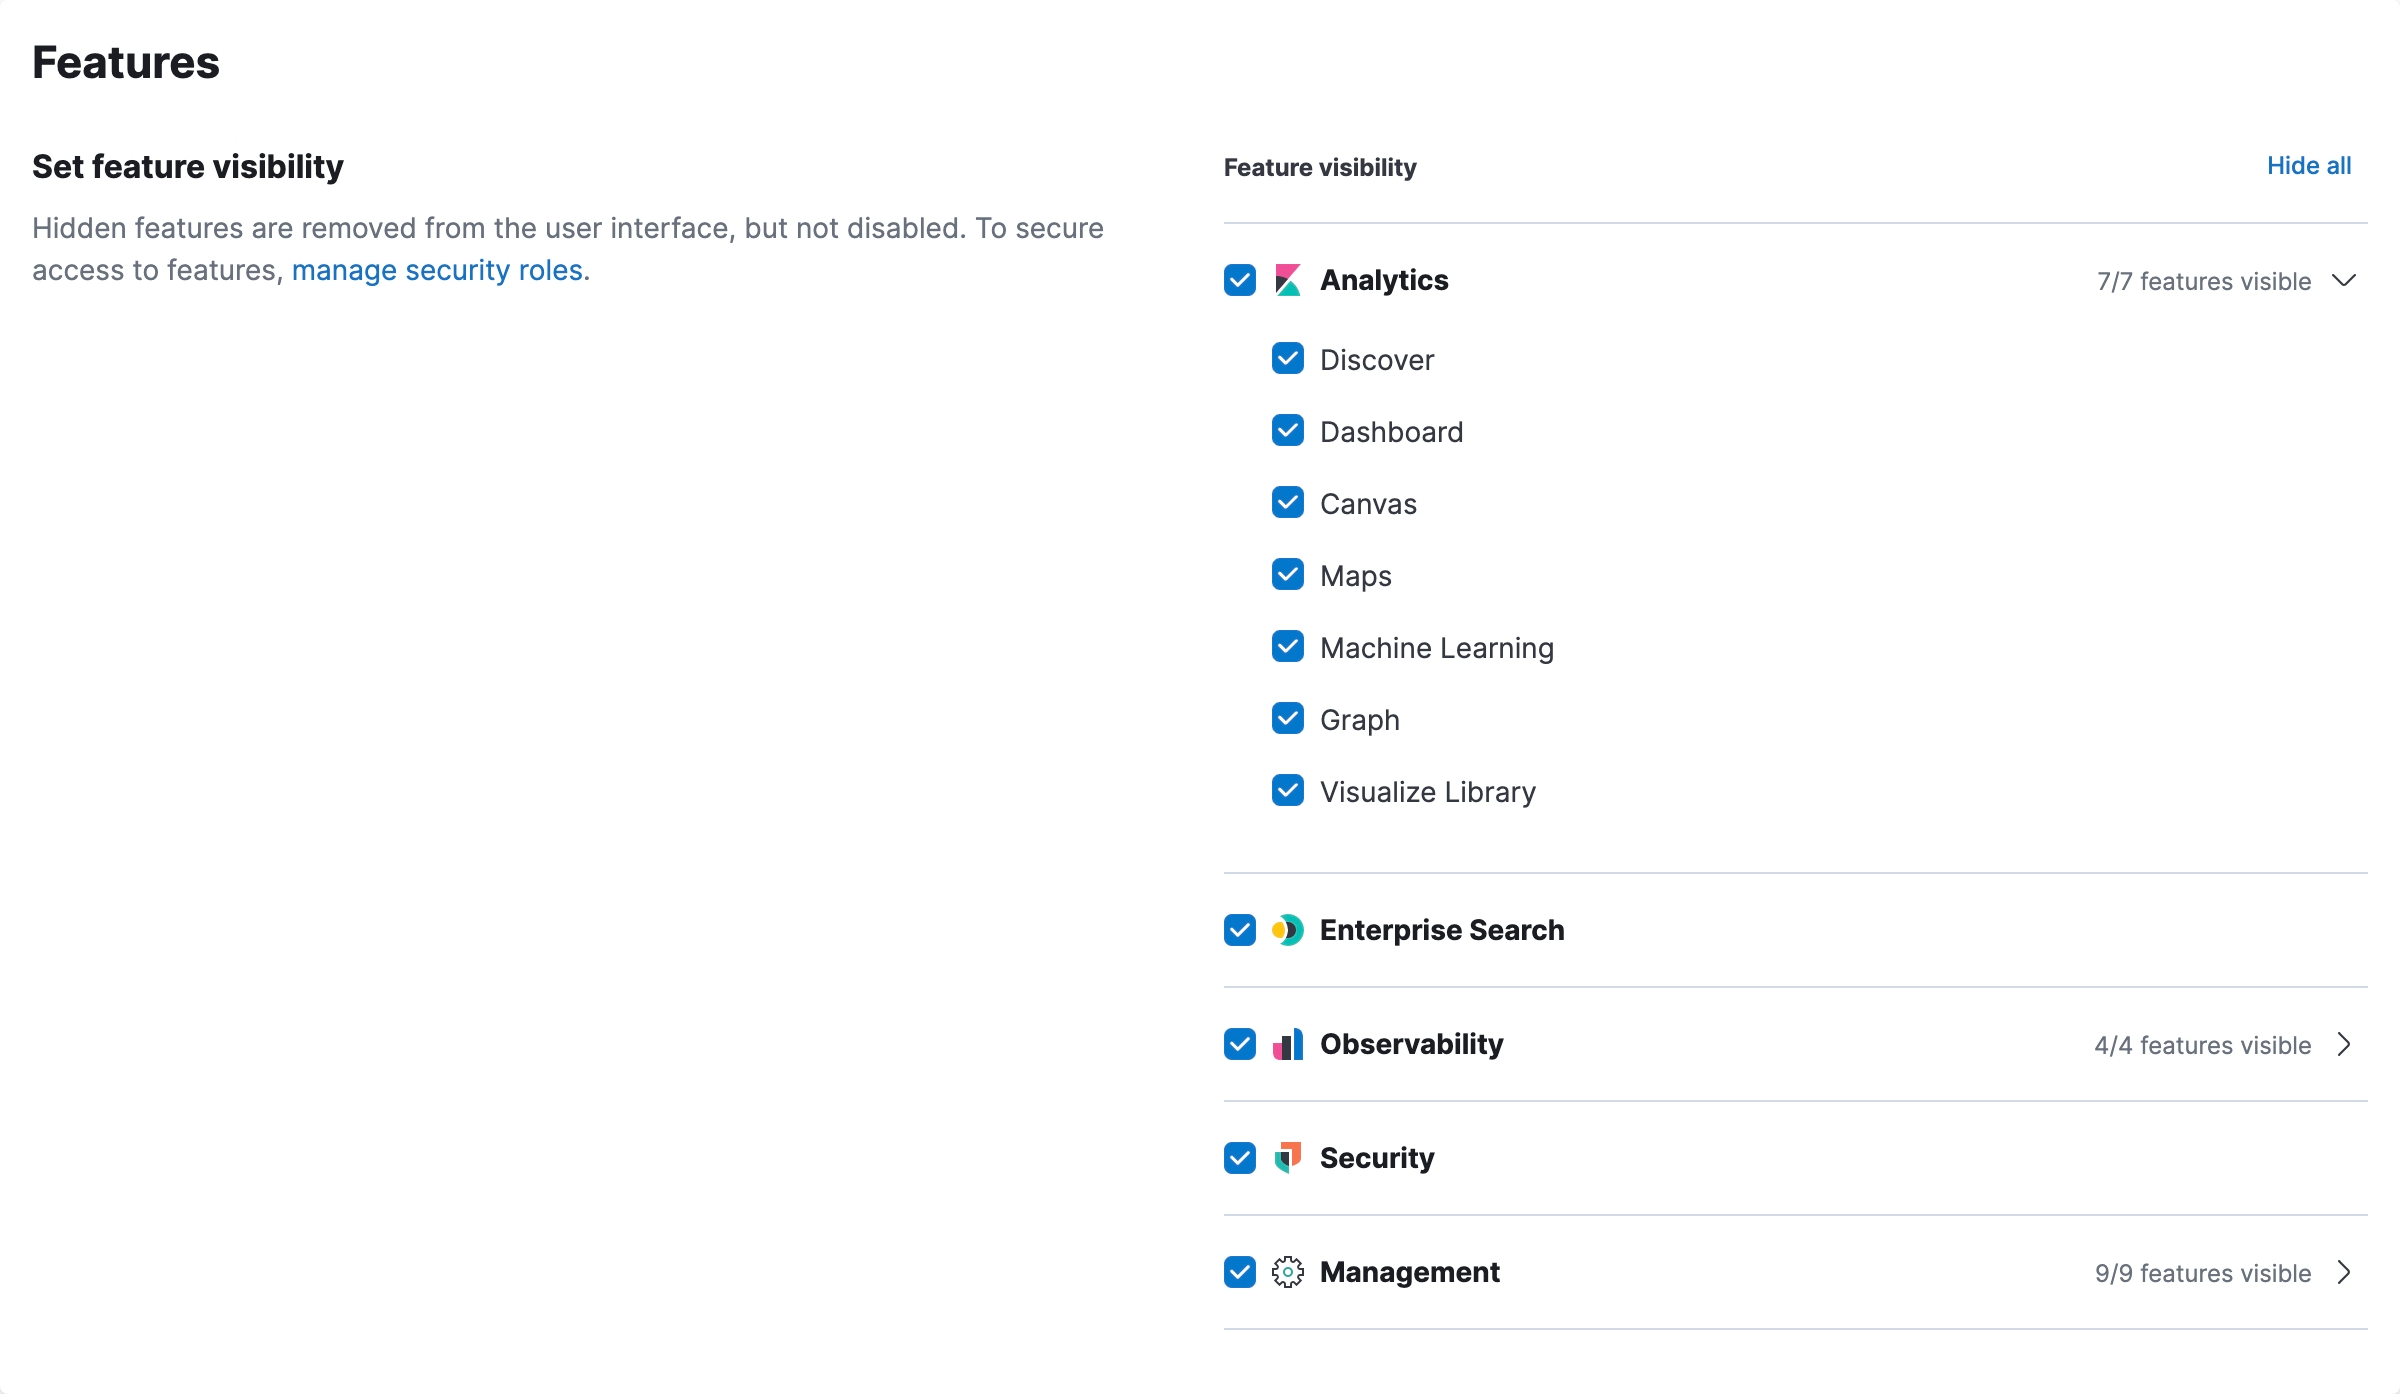 Features
Set feature visibility
Hidden features are removed from the user interface, but not disabled. To secure
access to features, manage security roles.
Feature visibility
Hide all
Analytics
7/7 features visible
Discover
Dashboard
Canvas
Maps
Machine Learning
Graph
Visualize Library
Enterprise Search
Observability
4/4 features visible
Security
Management
9/9 features visible